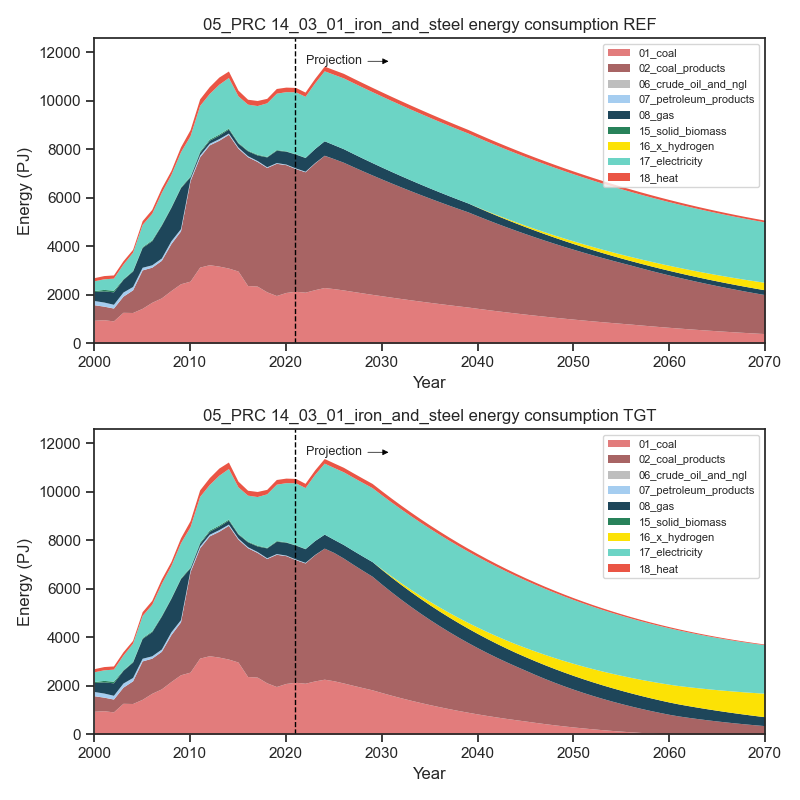 05_PRC 14_03_01_iron_and_steel energy consumption REF
12000
10000
8000
6000
4000
2000
0
Energy (PJ)
Projection
01_coal
02_coal_products
06_crude_oil_and_ngl
07_petroleum_products
08_gas
15_solid_biomass
16_x_hydrogen
17_electricity
18_heat
2000 2010 2020 2030 2040 2050 2060 2070
Year
05_PRC 14_03_01_iron_and_steel energy consumption TGT
12000
10000
8000
6000
4000
2000
0
Energy (PJ)
Projection
01_coal
02_coal_products
06_crude_oil_and_ngl
07_petroleum_products
08_gas
15_solid_biomass
16_x_hydrogen
17_electricity
18_heat
2000 2010 2020 2030 2040 2050 2060 2070
Year